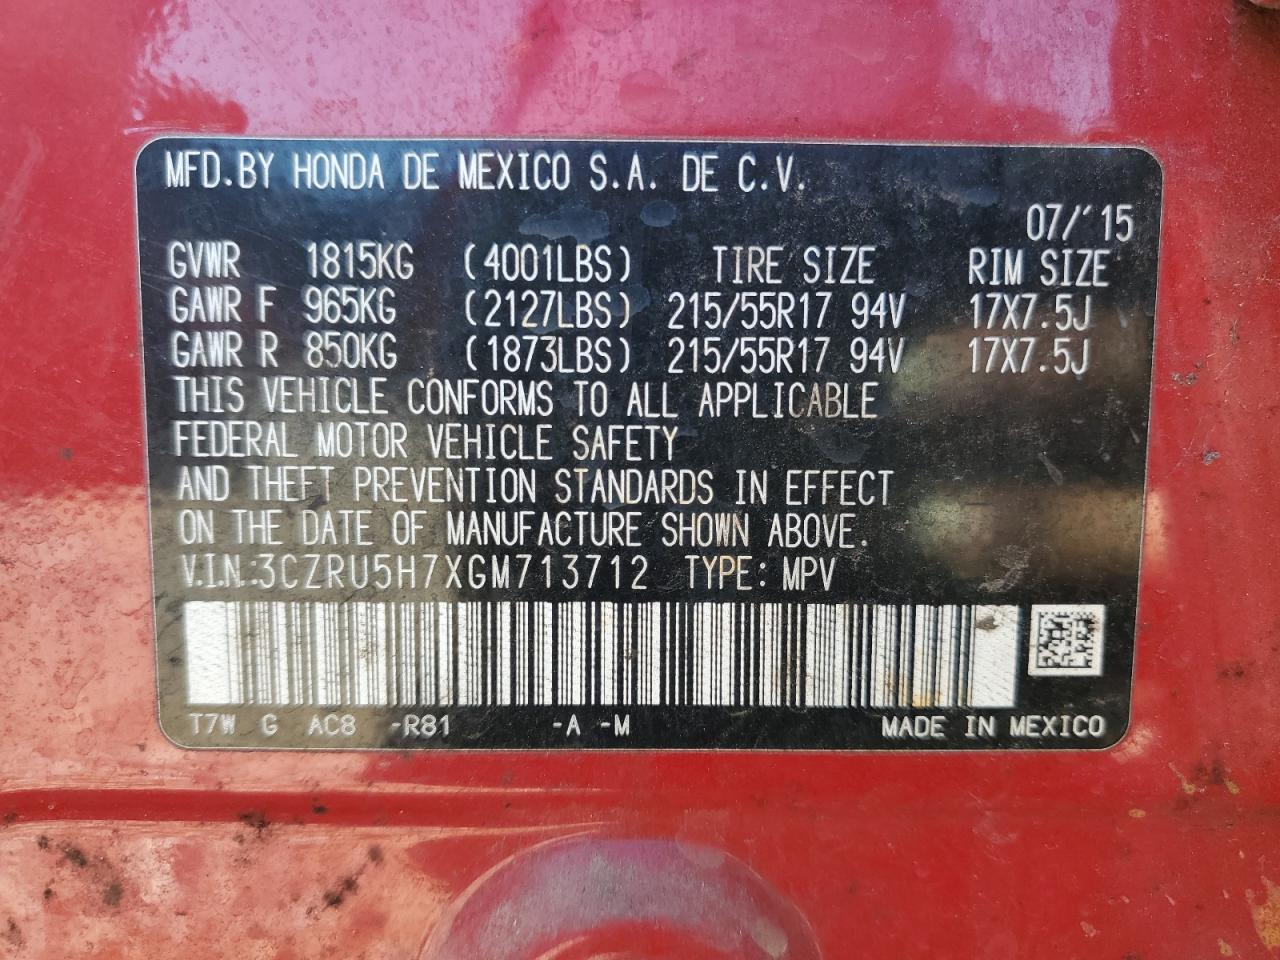 MFD.BY HONDA DE MEXICO S.A. DE C.V.
07/'15
GVWR 1815KG (4001LBS) TIRE SIZE RIM SIZE
GAWR F 965KG (2127LBS) 215/55R17 94V 17X7.5J
GAWR R 850KG (1873LBS) 215/55R17 94V 17X7.5J
THIS VEHICLE CONFORMS TO ALL APPLICABLE
FEDERAL MOTOR VEHICLE SAFETY
AND THEFT PREVENTION STANDARDS IN EFFECT
ON THE DATE OF MANUFACTURE SHOWN ABOVE.
V.I.N.:3CZRU5H7XGM713712 TYPE: MPV
T7W G AC8 -R81 -A -M MADE IN MEXICO